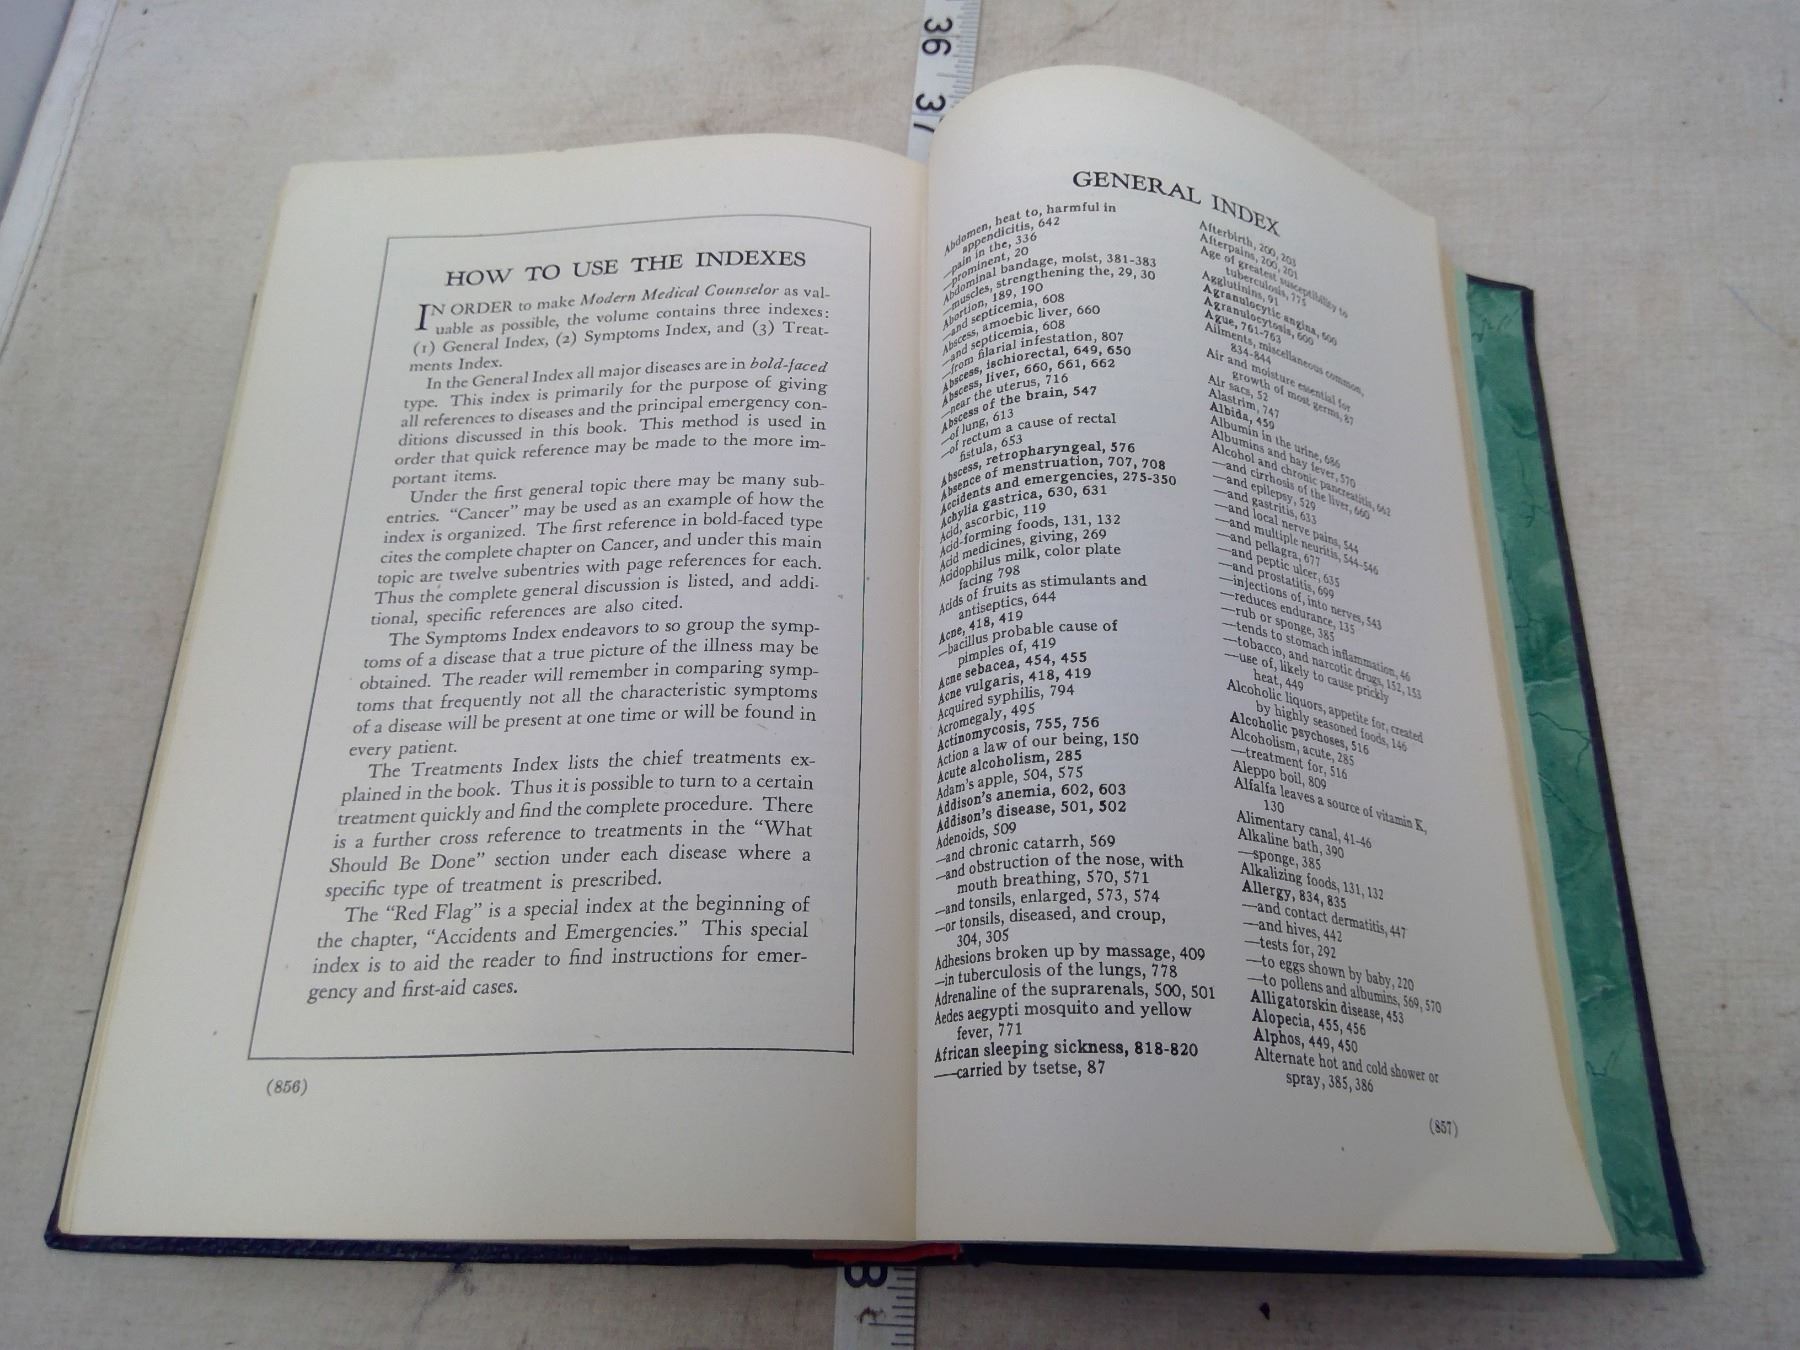 36
37
HOW TO USE THE INDEXES
IN ORDER to make Modern Medical Counselor as val-
uable as possible, the volume contains three indexes:
(1) General Index, (2) Symptoms Index, and (3) Treat-
ments Index.
In the General Index all major diseases are in bold-faced
type. This index is primarily for the purpose of giving
all references to diseases and the principal emergency con-
ditions discussed in this book. This method is used in
order that quick reference may be made to the more im-
portant items.
Under the first general topic there may be many sub-
entries. “Cancer” may be used as an example of how the
index is organized. The first reference in bold-faced type
cites the complete chapter on Cancer, and under this main
topic are twelve subentries with page references for each.
Thus the complete general discussion is listed, and addi-
tional, specific references are also cited.
The Symptoms Index endeavors to so group the symp-
toms of a disease that a true picture of the illness may be
obtained. The reader will remember in comparing symp-
toms that frequently not all the characteristic symptoms
of a disease will be present at one time or will be found in
every patient.
The Treatments Index lists the chief treatments ex-
plained in the book. Thus it is possible to turn to a certain
treatment quickly and find the complete procedure. There
is a further cross reference to treatments in the “What
Should Be Done” section under each disease where a
specific type of treatment is prescribed.
The “Red Flag” is a special index at the beginning of
the chapter, “Accidents and Emergencies.” This special
index is to aid the reader to find instructions for emer-
gency and first-aid cases.
(856)
GENERAL INDEX
Abdomen, heat to, harmful in
appendicitis, 642
—pain in the, 336
—prominent, 20
Abdominal bandage, moist, 381-383
—muscles, strengthening the, 29, 30
Abortion, 189, 190
—and septicemia, 608
Abscess, amoebic liver, 660
—and septicemia, 608
—from filarial infestation, 807
Abscess, ischiorectal, 649, 650
Abscess, liver, 660, 661, 662
—near the uterus, 716
Abscess of the brain, 547
—of lung, 613
—of rectum a cause of rectal
fistula, 653
Abscess, retropharyngeal, 576
Absence of menstruation, 707, 708
Accidents and emergencies, 275-350
Achylia gastrica, 630, 631
Acid, ascorbic, 119
Acid-forming foods, 131, 132
Acid medicines, giving, 269
Acidophilus milk, color plate
facing 798
Acids of fruits as stimulants and
antiseptics, 644
Acne, 418, 419
—bacillus probable cause of
pimples of, 419
Acne sebacea, 454, 455
Acne vulgaris, 418, 419
Acquired syphilis, 794
Acromegaly, 495
Actinomycosis, 755, 756
Action a law of our being, 150
Acute alcoholism, 285
Adam's apple, 504, 575
Addison's anemia, 602, 603
Addison's disease, 501, 502
Adenoids, 509
—and chronic catarrh, 569
—and obstruction of the nose, with
mouth breathing, 570, 571
—and tonsils, enlarged, 573, 574
—or tonsils, diseased, and croup,
304, 305
Adhesions broken up by massage, 409
—in tuberculosis of the lungs, 778
Adrenaline of the suprarenals, 500, 501
Aedes aegypti mosquito and yellow
fever, 771
African sleeping sickness, 818-820
—carried by tsetse, 87
Afterbirth, 200, 203
Afterpains, 200, 201
Age of greatest susceptibility to
tuberculosis, 775
Agglutinins, 91
Agranulocytic angina, 600
Agranulocytosis, 600
Ague, 761-763
Ailments, miscellaneous common,
834-844
Air and moisture essential for
growth of most germs, 87
Air sacs, 52
Alastrim, 747
Albida, 459
Albumin in the urine, 686
Albumins and hay fever, 570
Alcohol and chronic pancreatitis, 662
—and cirrhosis of the liver, 660
—and epilepsy, 529
—and gastritis, 633
—and local nerve pains, 544
—and multiple neuritis, 544-546
—and pellagra, 677
—and peptic ulcer, 635
—and prostatitis, 699
—injections of, into nerves, 543
—reduces endurance, 135
—rub or sponge, 385
—tends to stomach inflammation, 46
—tobacco, and narcotic drugs, 152, 153
—use of, likely to cause prickly
heat, 449
Alcoholic liquors, appetite for, created
by highly seasoned foods, 146
Alcoholic psychoses, 516
Alcoholism, acute, 285
—treatment for, 516
Aleppo boil, 809
Alfalfa leaves a source of vitamin K,
130
Alimentary canal, 41-46
Alkaline bath, 390
—sponge, 385
Alkalizing foods, 131, 132
Allergy, 834, 835
—and contact dermatitis, 447
—and hives, 442
—tests for, 292
—to eggs shown by baby, 220
—to pollens and albumins, 569, 570
Alligatorskin disease, 453
Alopecia, 455, 456
Alphos, 449, 450
Alternate hot and cold shower or
spray, 385, 386
(857)